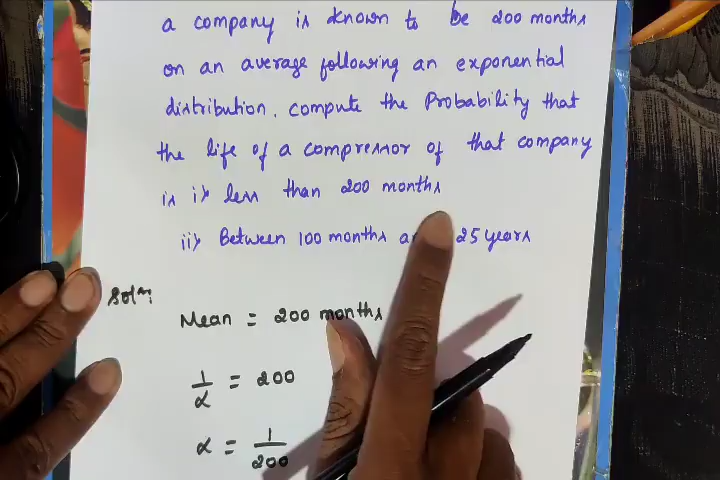 a company is known to be 200 months
on an average following an exponential
distribution. compute the Probability that
the life of a compressor of that company
is i) less than 200 months
ii) Between 100 months a 25 years
Soln:
Mean = 200 months
1/α = 200
α = 1/200